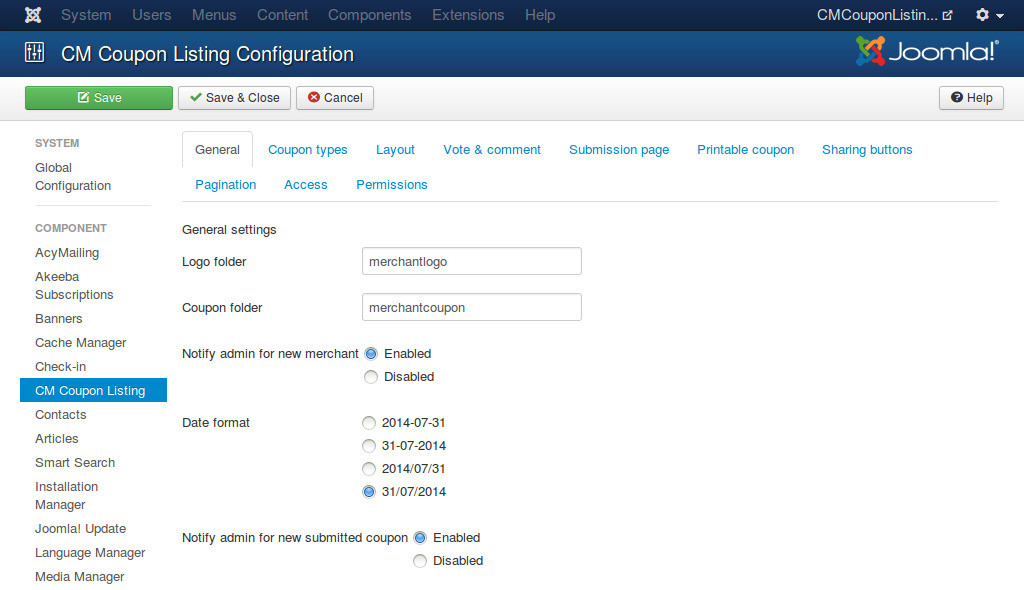 System Users Menus Content Components Extensions Help CMCouponListin...
CM Coupon Listing Configuration Joomla!®
Save Save & Close Cancel Help
SYSTEM
Global
Configuration
COMPONENT
AcyMailing
Akeeba
Subscriptions
Banners
Cache Manager
Check-in
CM Coupon Listing
Contacts
Articles
Smart Search
Installation
Manager
Joomla! Update
Language Manager
Media Manager
General Coupon types Layout Vote & comment Submission page Printable coupon Sharing buttons
Pagination Access Permissions
General settings
Logo folder merchantlogo
Coupon folder merchantcoupon
Notify admin for new merchant Enabled
Disabled
Date format 2014-07-31
31-07-2014
2014/07/31
31/07/2014
Notify admin for new submitted coupon Enabled
Disabled